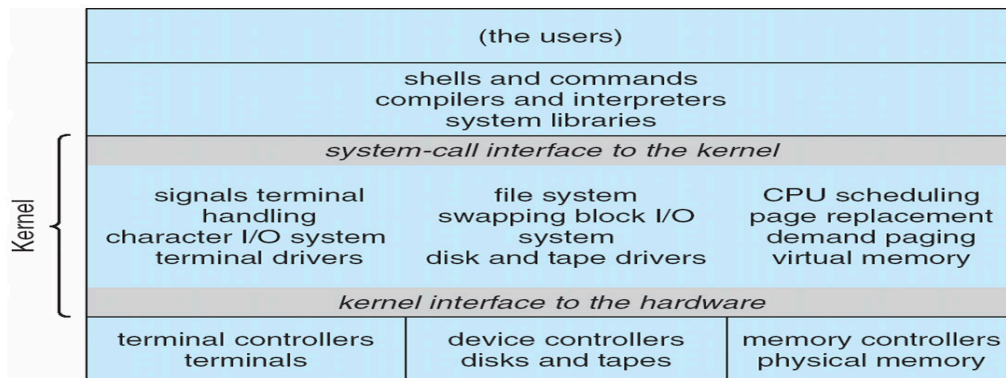 (the users)
shells and commands
compilers and interpreters
system libraries
Kernel
system-call interface to the kernel
signals terminal
handling
character I/O system
terminal drivers
file system
swapping block I/O
system
disk and tape drivers
CPU scheduling
page replacement
demand paging
virtual memory
kernel interface to the hardware
terminal controllers
terminals
device controllers
disks and tapes
memory controllers
physical memory